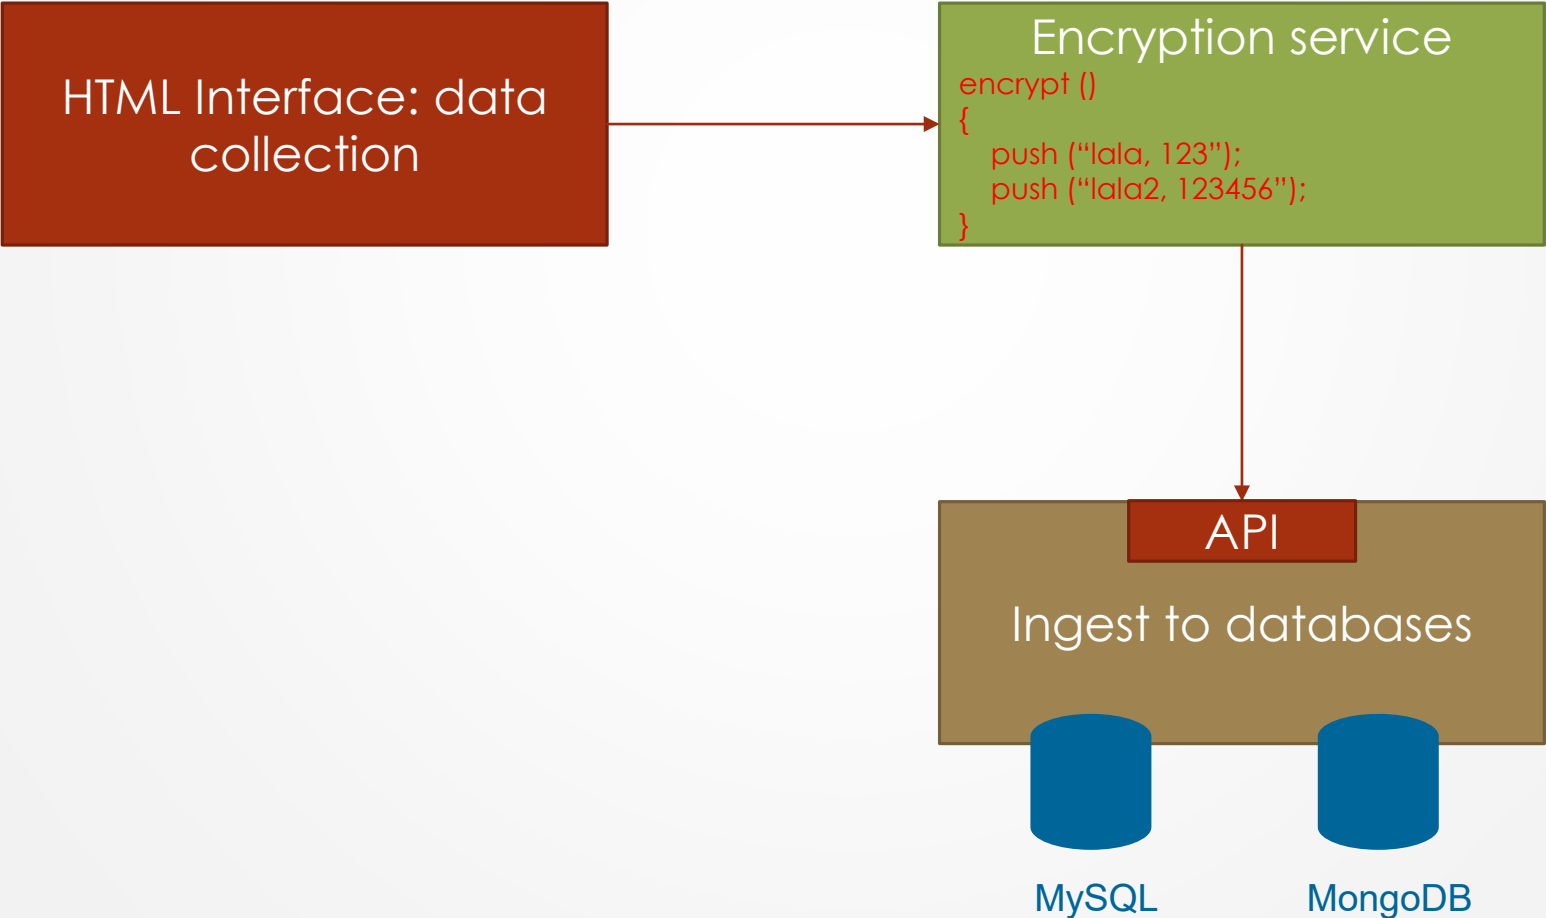 HTML Interface: data
collection
Encryption service
encrypt ()
{
push (“lala, 123”);
push (“lala2, 123456”);
}
API
Ingest to databases
MySQL
MongoDB